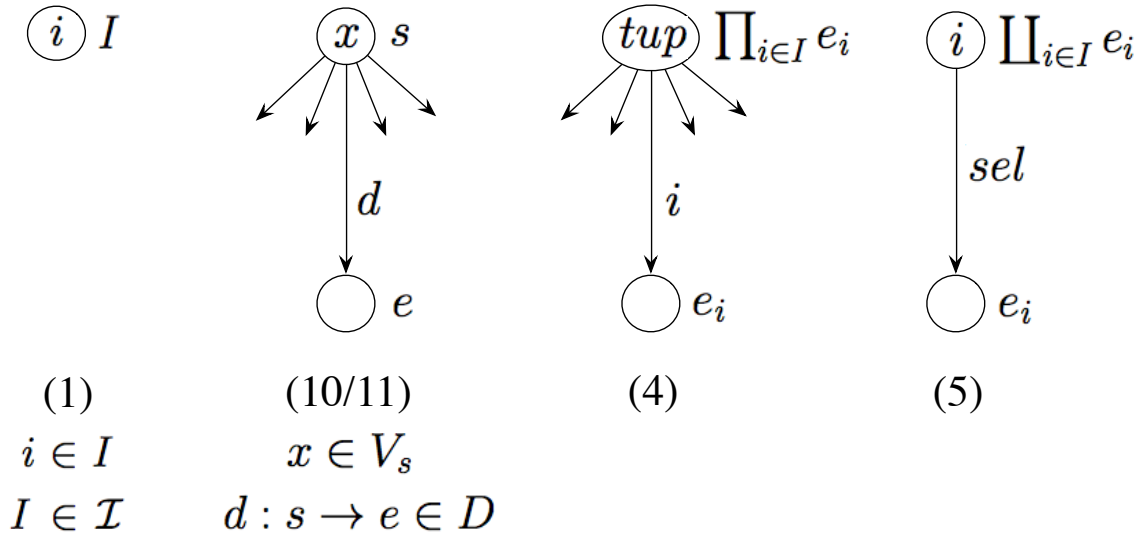 i I x s tup ∏_{i∈I} e_i i ∐_{i∈I} e_i
sel
d i
e e_i e_i
(1) (10/11) (4) (5)
i ∈ I x ∈ V_s
I ∈ 𝓘 d : s → e ∈ D